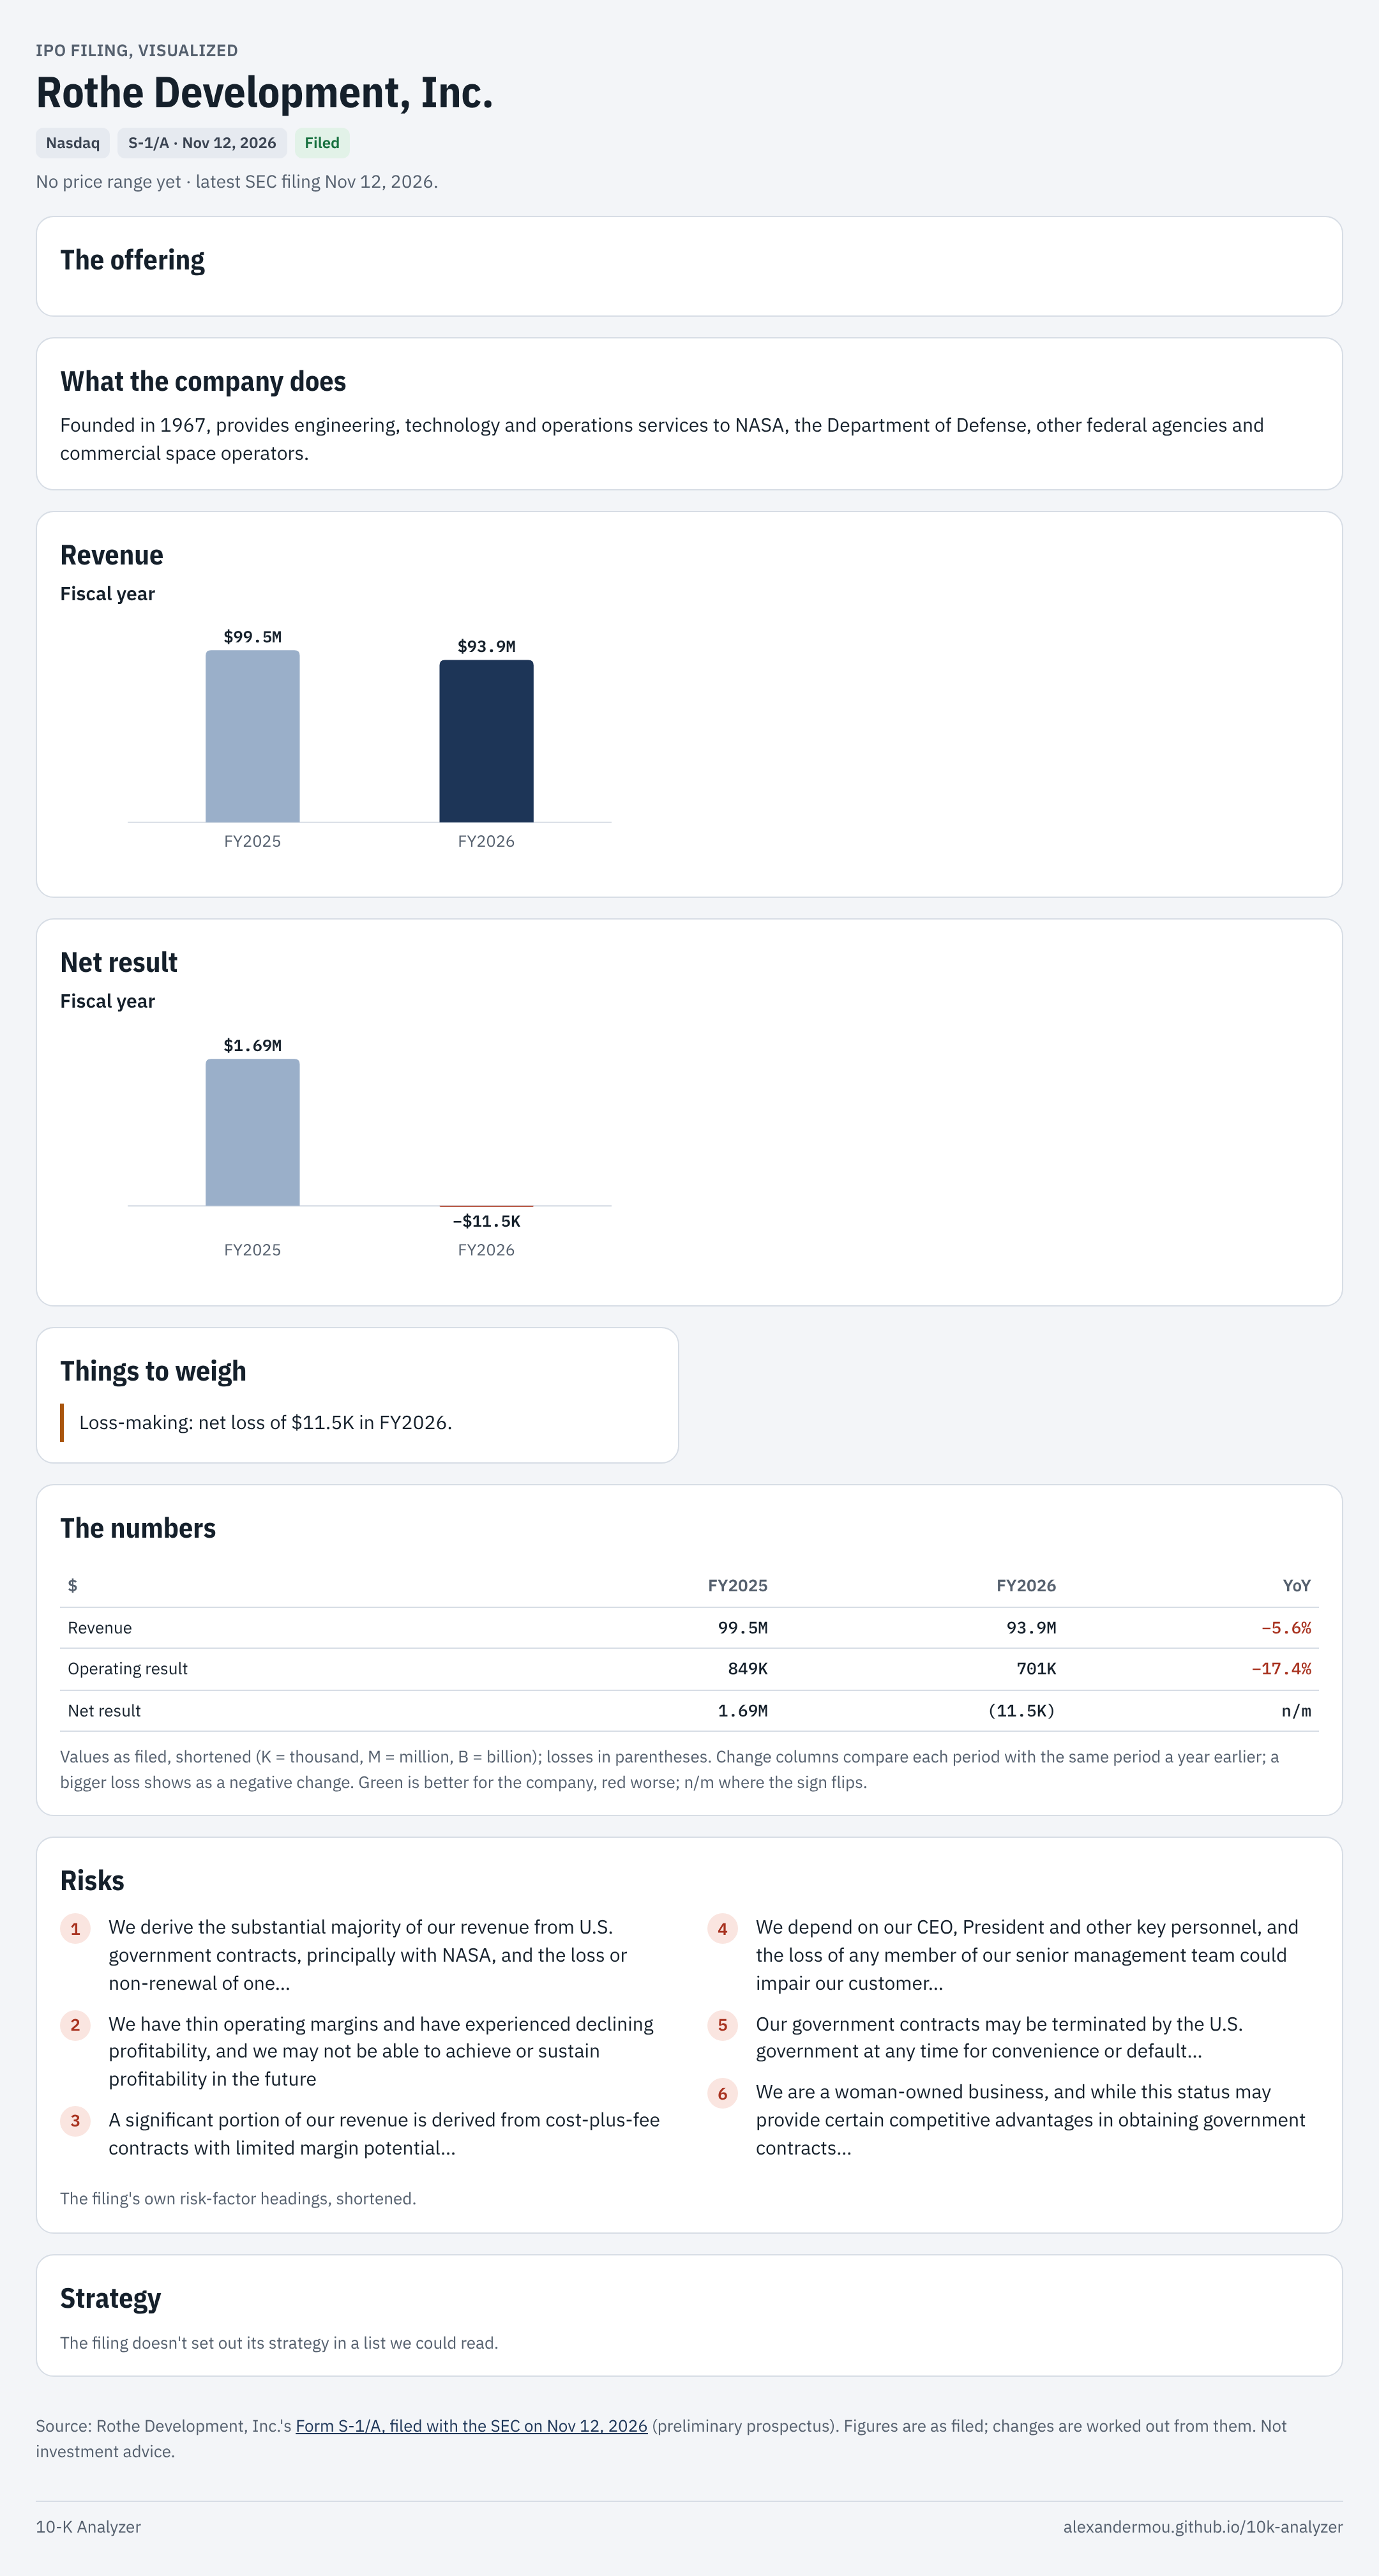 IPO FILING, VISUALIZED
Rothe Development, Inc.
Nasdaq
S-1/A · Nov 12, 2026
Filed
No price range yet · latest SEC filing Nov 12, 2026.
The offering
What the company does
Founded in 1967, provides engineering, technology and operations services to NASA, the Department of Defense, other federal agencies and
commercial space operators.
Revenue
Fiscal year
$99.5M
$93.9M
FY2025
FY2026
Net result
Fiscal year
$1.69M
−$11.5K
FY2025
FY2026
Things to weigh
Loss-making: net loss of $11.5K in FY2026.
The numbers
$ FY2025 FY2026 YoY
Revenue 99.5M 93.9M −5.6%
Operating result 849K 701K −17.4%
Net result 1.69M (11.5K) n/m
Values as filed, shortened (K = thousand, M = million, B = billion); losses in parentheses. Change columns compare each period with the same period a year earlier; a
bigger loss shows as a negative change. Green is better for the company, red worse; n/m where the sign flips.
Risks
1 We derive the substantial majority of our revenue from U.S.
government contracts, principally with NASA, and the loss or
non-renewal of one…
2 We have thin operating margins and have experienced declining
profitability, and we may not be able to achieve or sustain
profitability in the future
3 A significant portion of our revenue is derived from cost-plus-fee
contracts with limited margin potential…
4 We depend on our CEO, President and other key personnel, and
the loss of any member of our senior management team could
impair our customer…
5 Our government contracts may be terminated by the U.S.
government at any time for convenience or default…
6 We are a woman-owned business, and while this status may
provide certain competitive advantages in obtaining government
contracts…
The filing's own risk-factor headings, shortened.
Strategy
The filing doesn't set out its strategy in a list we could read.
Source: Rothe Development, Inc.'s Form S-1/A, filed with the SEC on Nov 12, 2026 (preliminary prospectus). Figures are as filed; changes are worked out from them. Not
investment advice.
10-K Analyzer
alexandermou.github.io/10k-analyzer